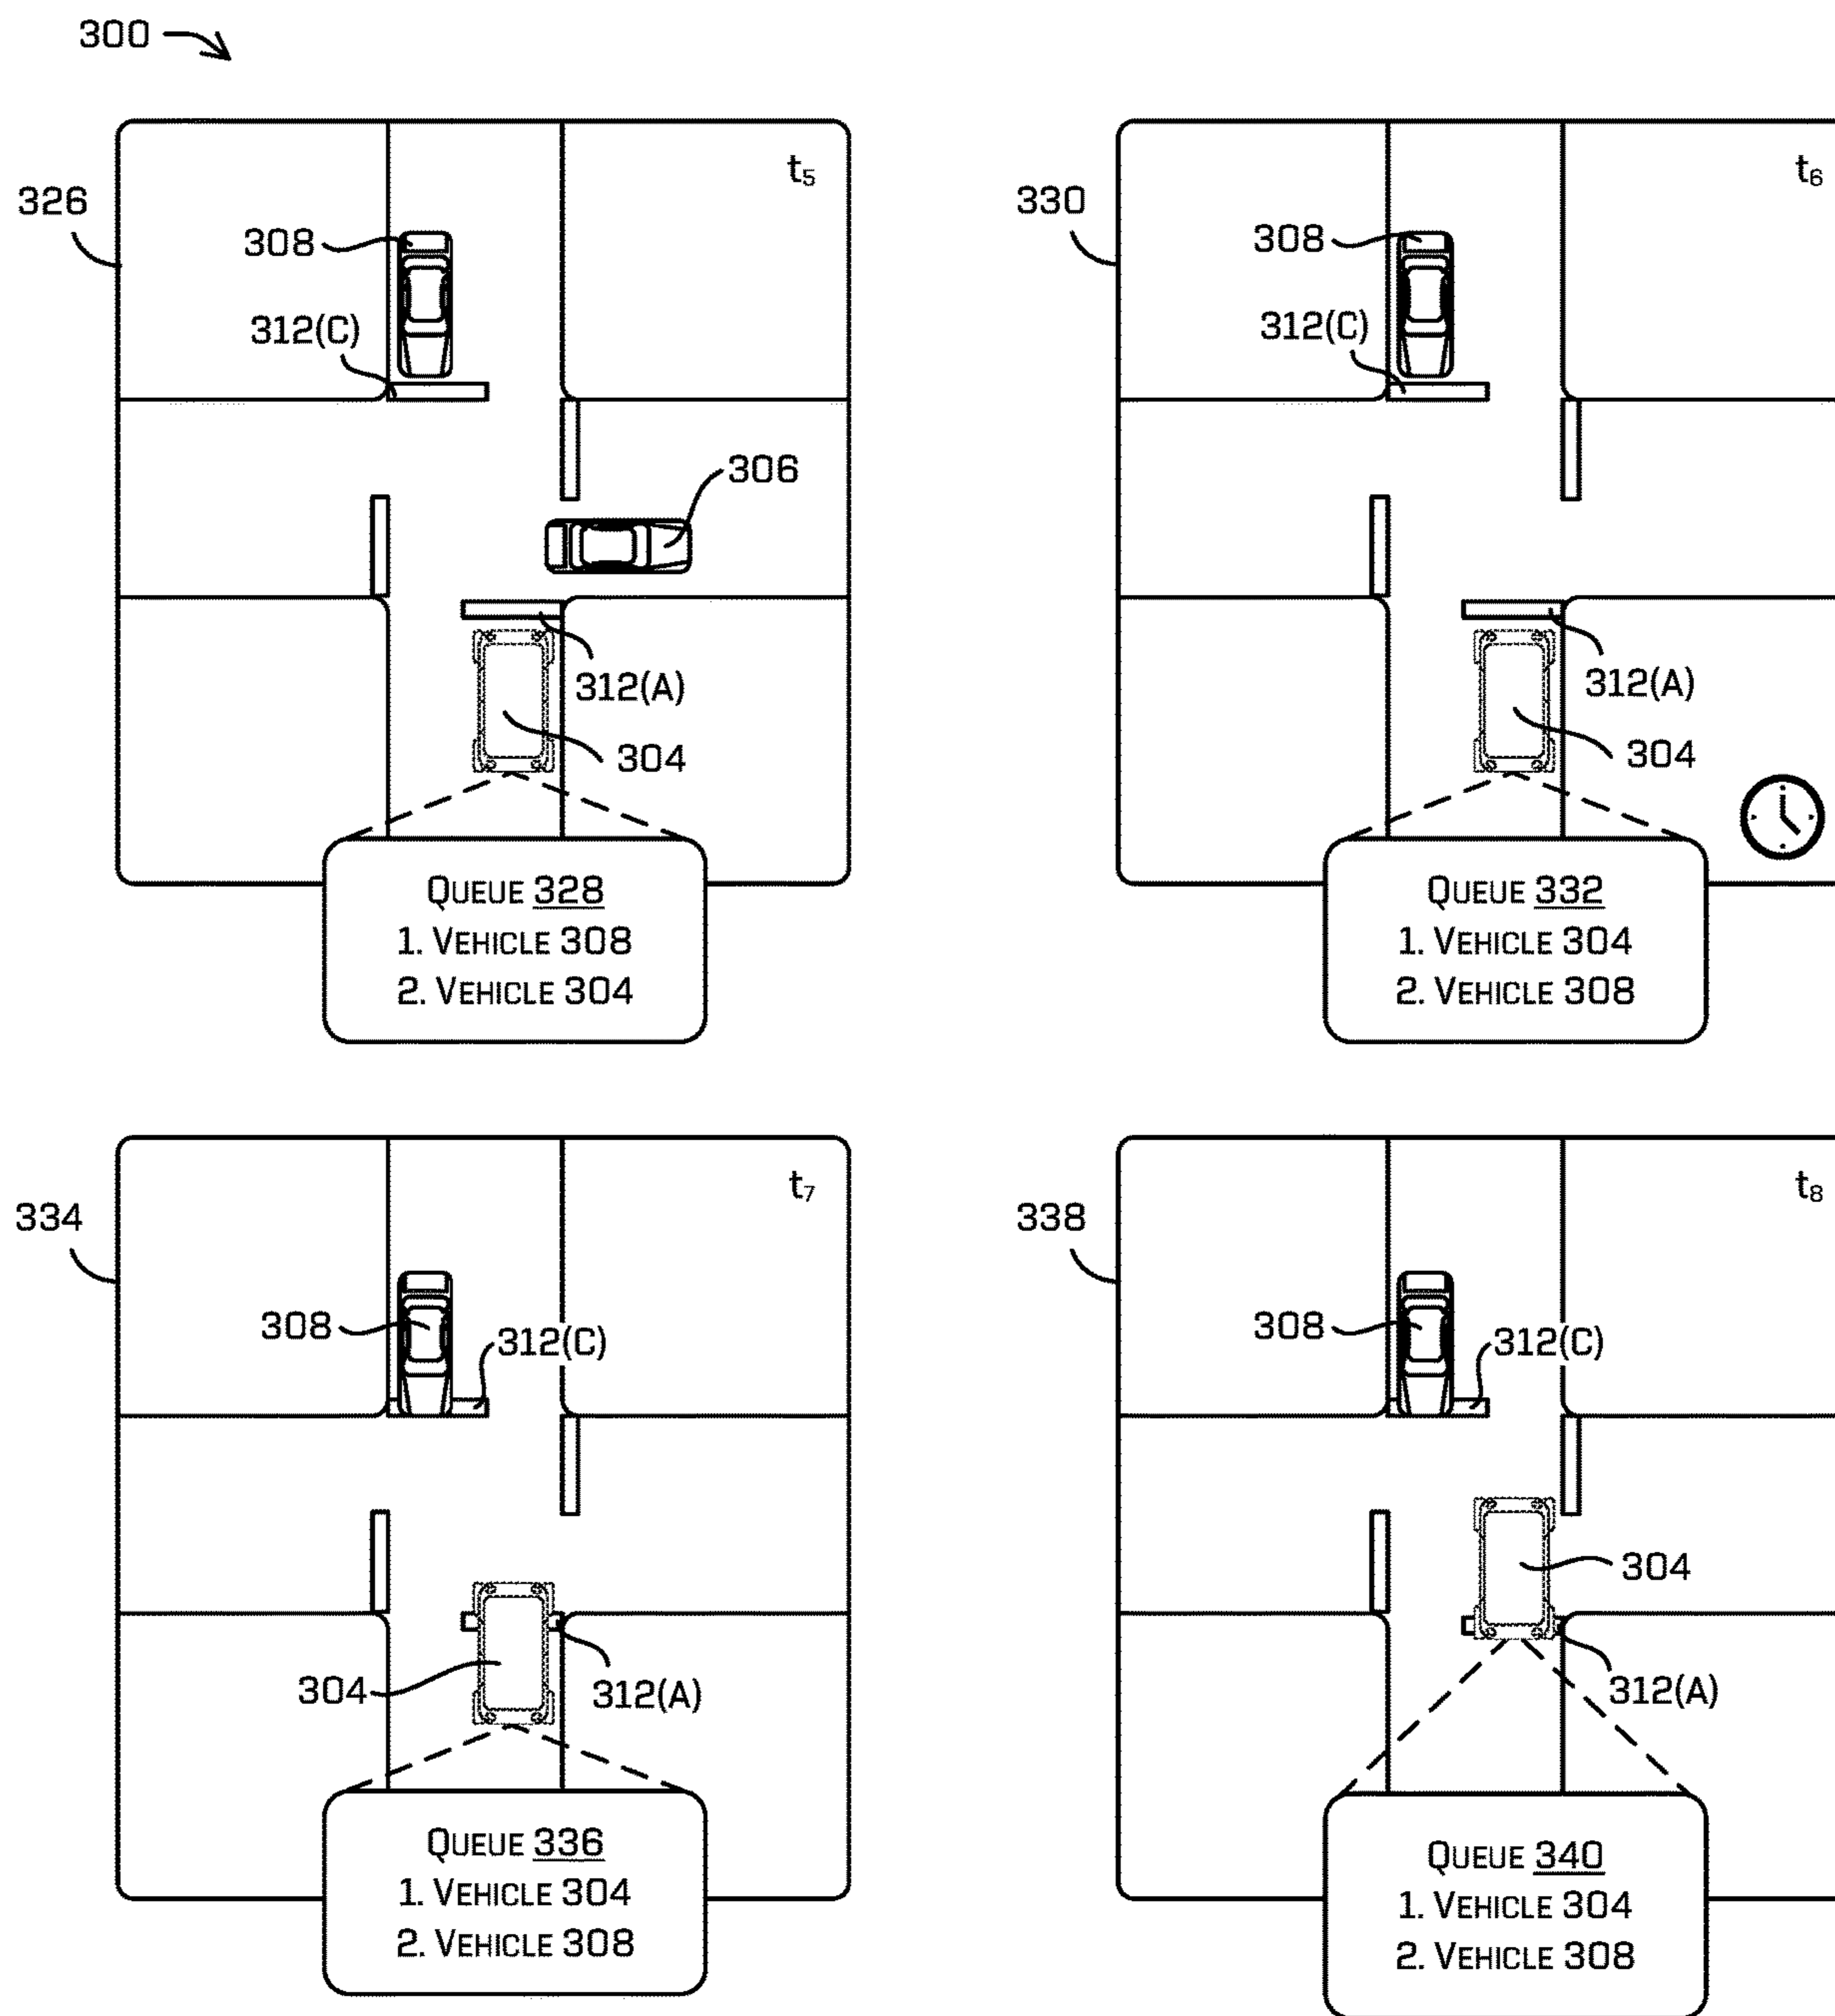 300
326
t5
308
312(C)
306
312(A)
304
QUEUE 328
1. VEHICLE 308
2. VEHICLE 304
330
t6
308
312(C)
312(A)
304
QUEUE 332
1. VEHICLE 304
2. VEHICLE 308
334
t7
308
312(C)
304
312(A)
QUEUE 336
1. VEHICLE 304
2. VEHICLE 308
338
t8
308
312(C)
304
312(A)
QUEUE 340
1. VEHICLE 304
2. VEHICLE 308